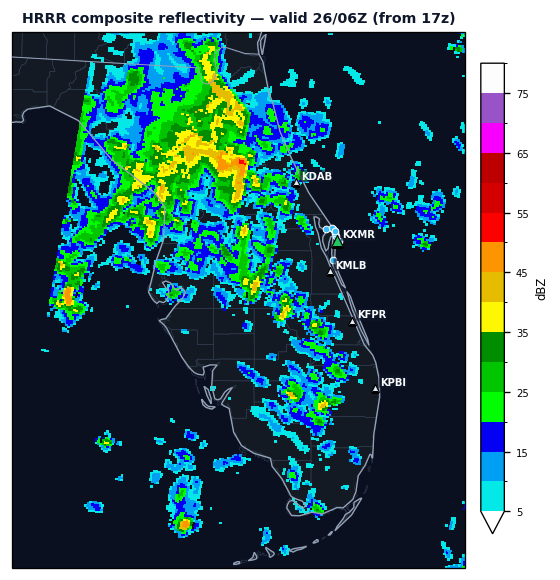 HRRR composite reflectivity — valid 26/06Z (from 17z)
KDAB
KXMR
KMLB
KFPR
KPBI
75
65
55
45
35
25
15
5
dBZ